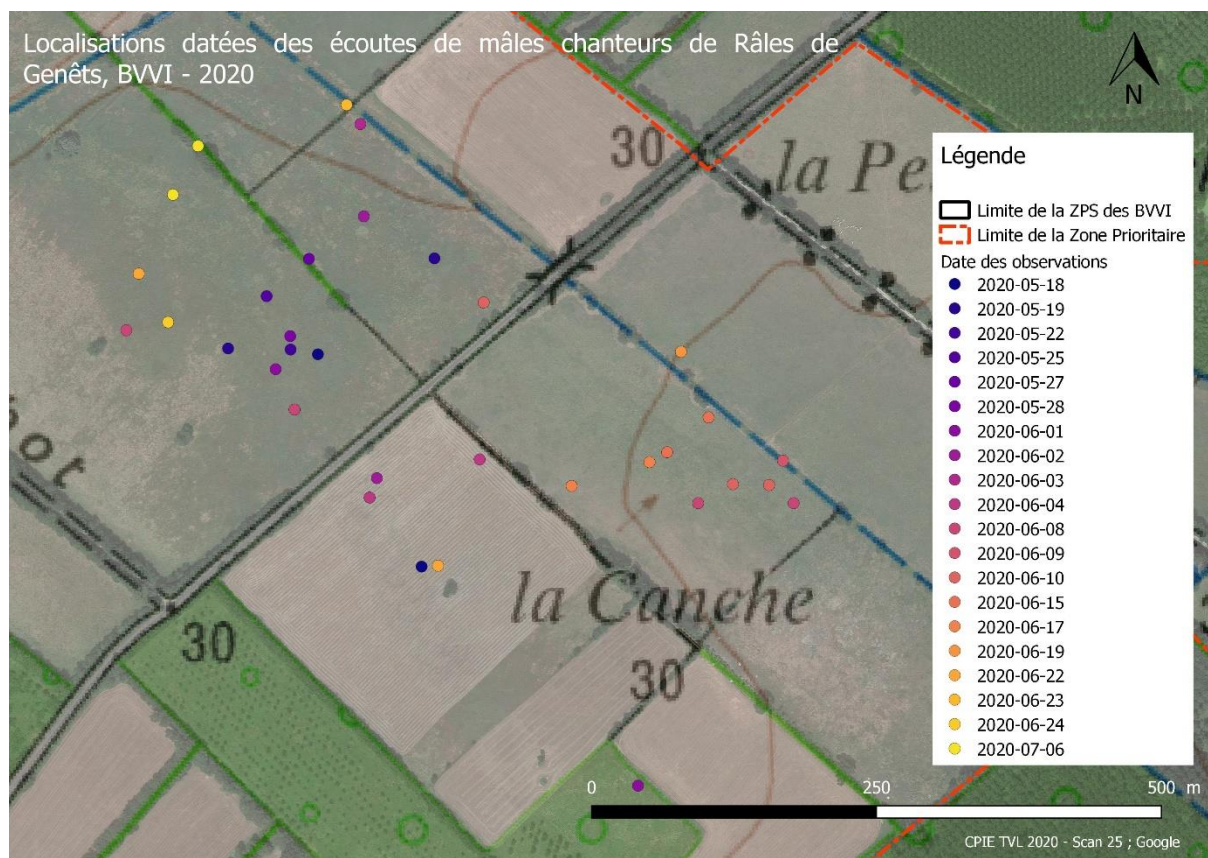 Localisations datées des écoutes de mâles chanteurs de Râles de
Genêts, BVVI - 2020
N
30
la Pe
Légende
Limite de la ZPS des BVVI
Limite de la Zone Prioritaire
Date des observations
2020-05-18
2020-05-19
2020-05-22
2020-05-25
2020-05-27
2020-05-28
2020-06-01
2020-06-02
2020-06-03
2020-06-04
2020-06-08
2020-06-09
2020-06-10
2020-06-15
2020-06-17
2020-06-19
2020-06-22
2020-06-23
2020-06-24
2020-07-06
ot
la Canche
30
30
0 250 500 m
CPIE TVL 2020 - Scan 25 ; Google